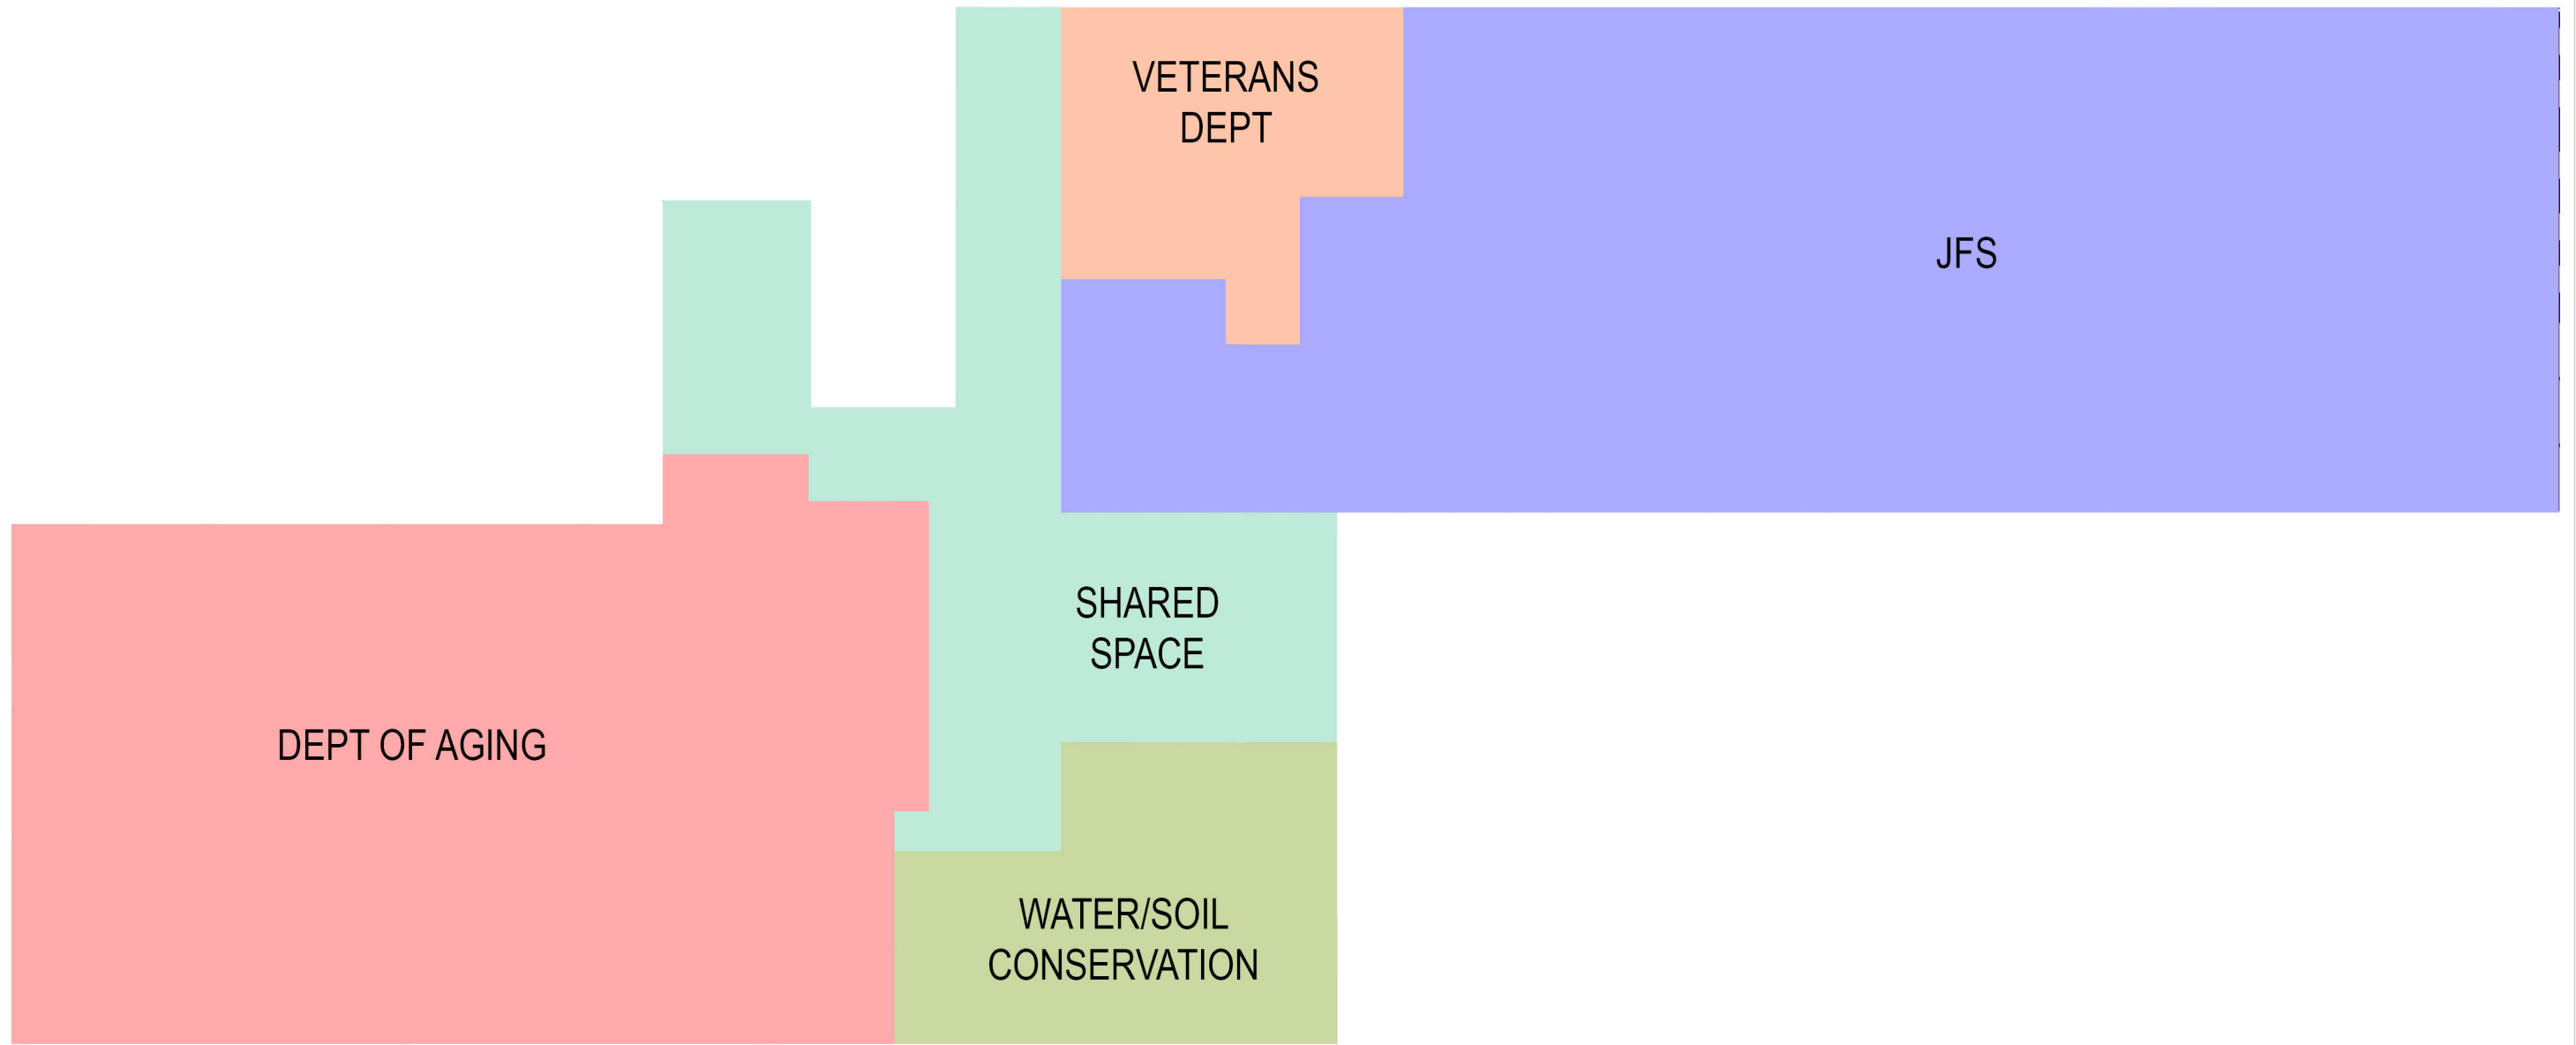 VETERANS
DEPT
JFS
SHARED
SPACE
DEPT OF AGING
WATER/SOIL
CONSERVATION